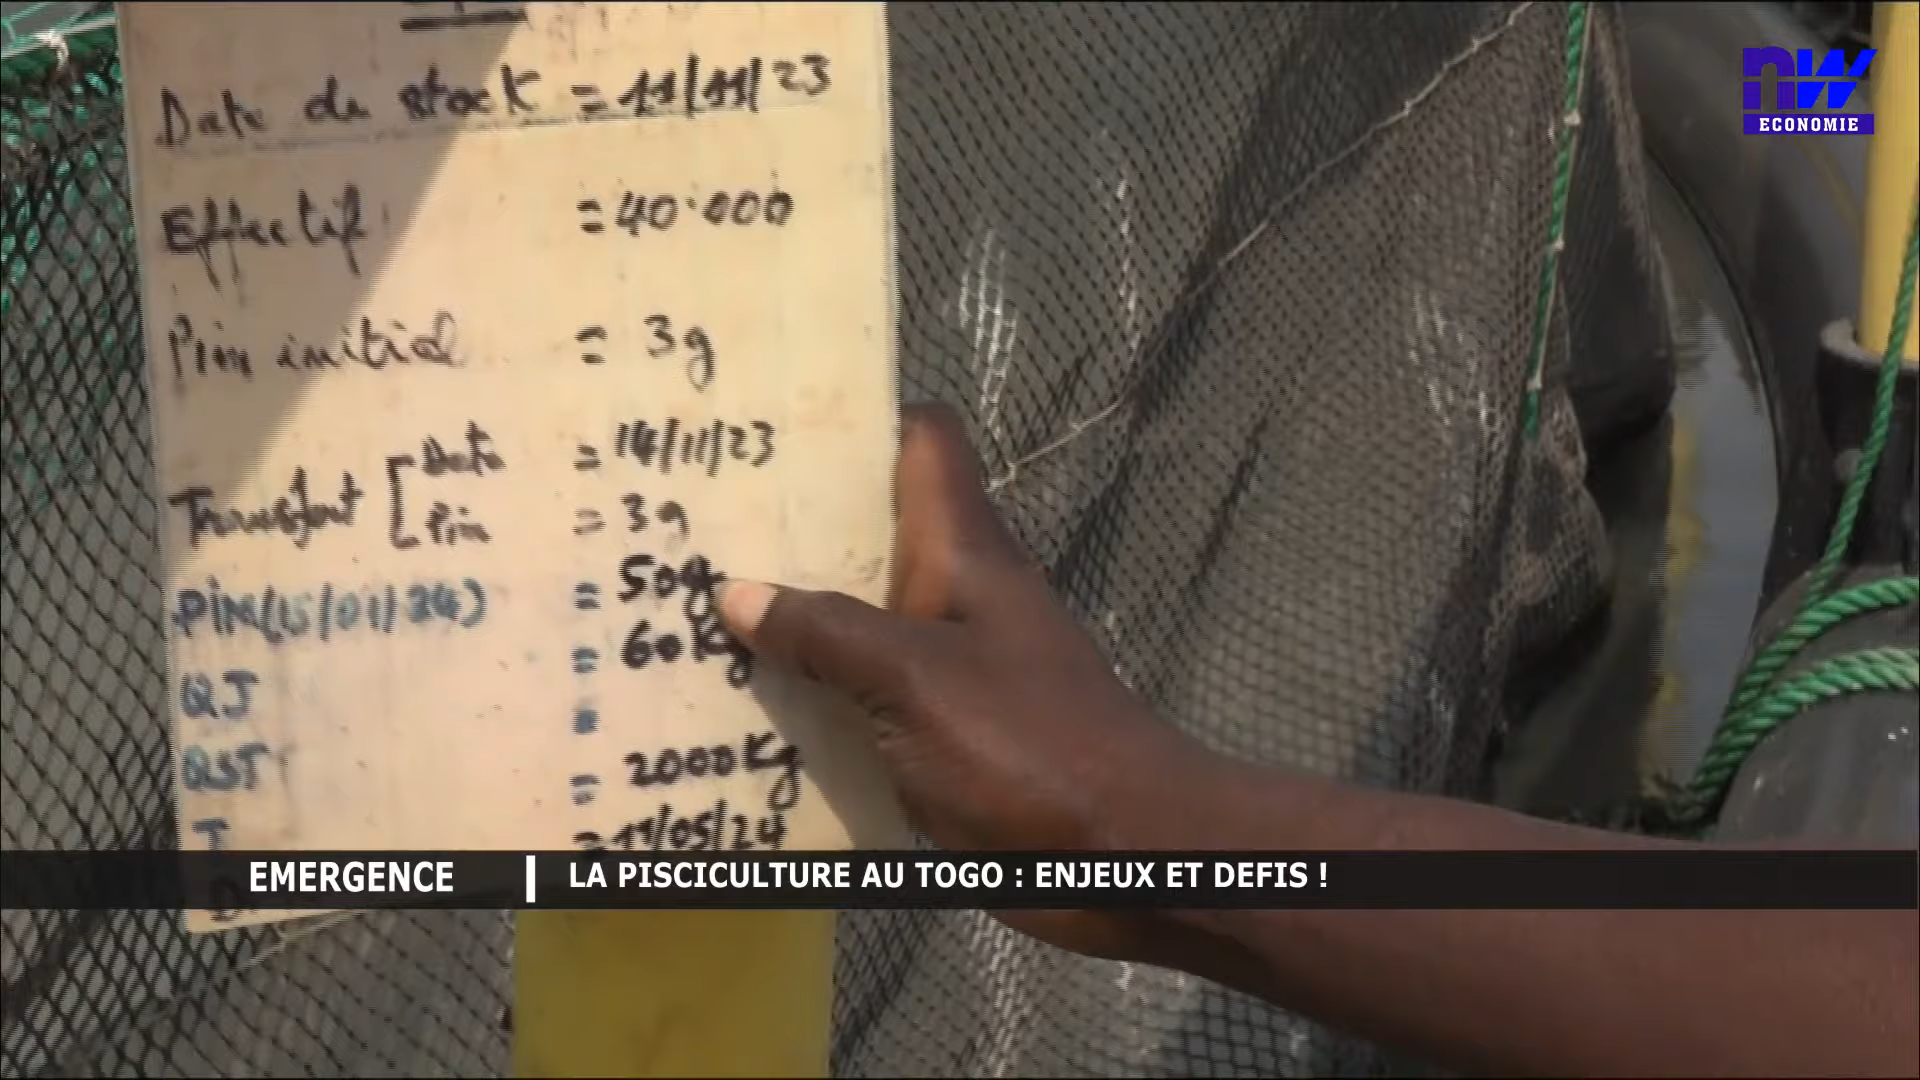 nw
ECONOMIE
Date de stock = 11/11/23
Effectif = 40.000
Pim initial = 3g
Transfert [ Date = 14/11/23
Pim = 3g
PIM(15/01/24) = 50g
QJ = 60Kg
QST =
T = 2000Kg
= 11/05/24
EMERGENCE | LA PISCICULTURE AU TOGO : ENJEUX ET DEFIS !